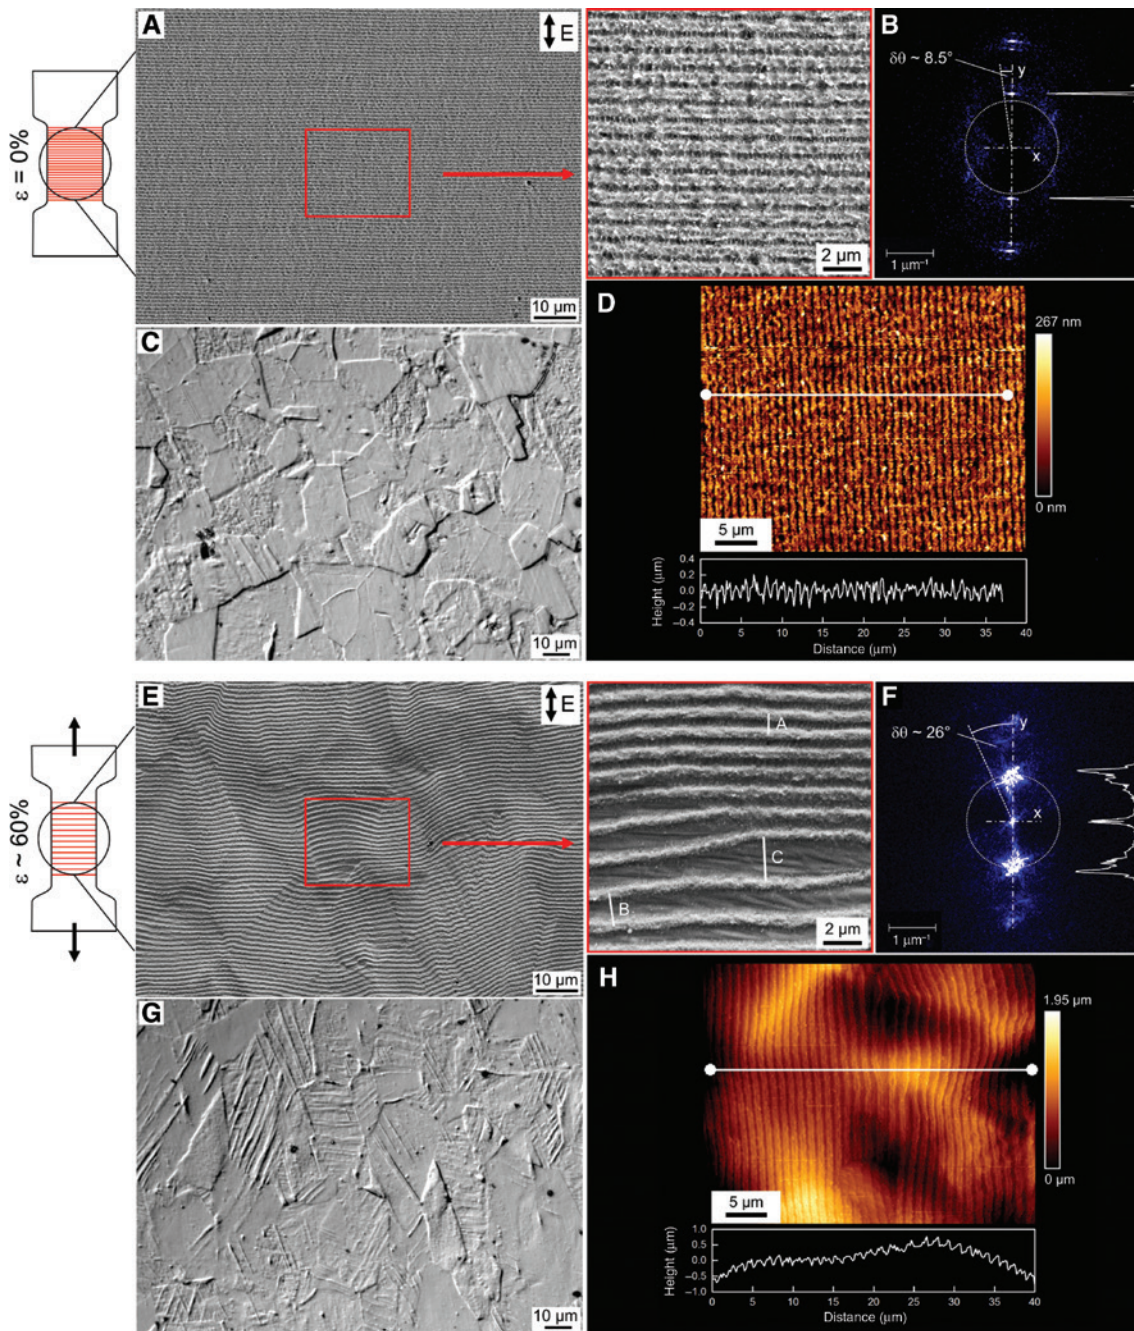 A
E
ε = 0%
10 µm
2 µm
B
δθ ~ 8.5°
y
x
1 µm⁻¹
C
10 µm
D
267 nm
0 nm
5 µm
Height (µm)
0.4
0.2
0
−0.2
−0.4
0 5 10 15 20 25 30 35 40
Distance (µm)
E
E
ε ~ 60%
10 µm
A
C
B
2 µm
F
δθ ~ 26°
y
x
1 µm⁻¹
G
10 µm
H
1.95 µm
0 µm
5 µm
Height (µm)
1.0
0.5
0.0
−0.5
−1.0
0 5 10 15 20 25 30 35 40
Distance (µm)